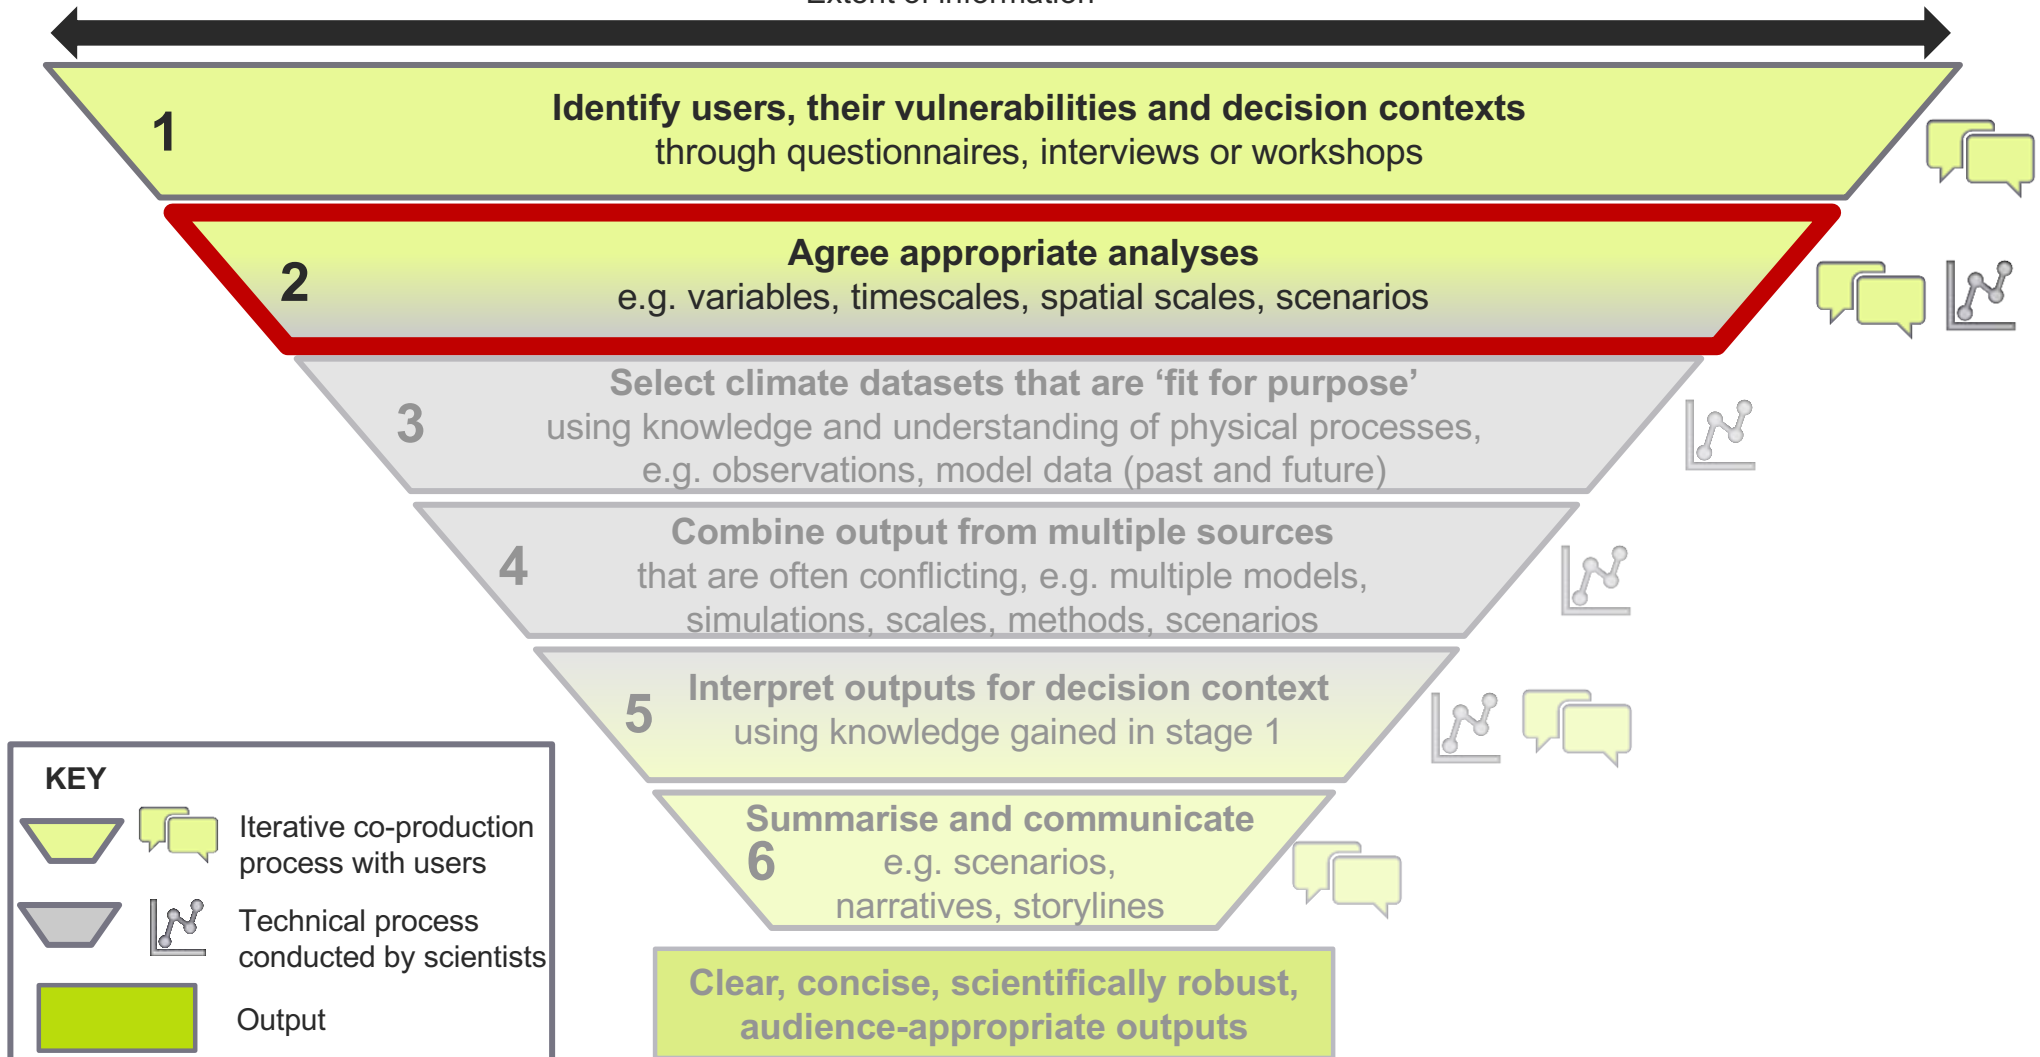 Extent of information
1
Identify users, their vulnerabilities and decision contexts
through questionnaires, interviews or workshops
2
Agree appropriate analyses
e.g. variables, timescales, spatial scales, scenarios
3
Select climate datasets that are ‘fit for purpose’
using knowledge and understanding of physical processes,
e.g. observations, model data (past and future)
4
Combine output from multiple sources
that are often conflicting, e.g. multiple models,
simulations, scales, methods, scenarios
5
Interpret outputs for decision context
using knowledge gained in stage 1
6
Summarise and communicate
e.g. scenarios,
narratives, storylines
Clear, concise, scientifically robust,
audience-appropriate outputs
KEY
Iterative co-production
process with users
Technical process
conducted by scientists
Output